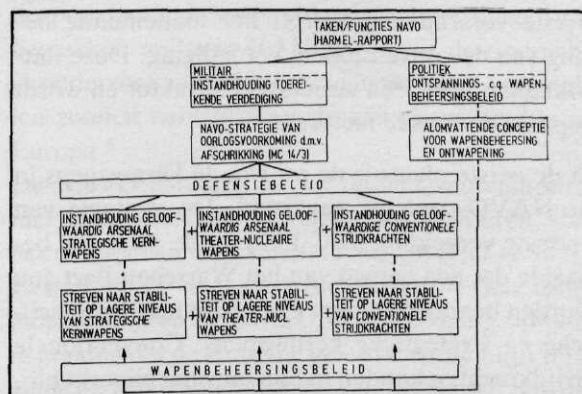 TAKEN/FUNCTIES NAVO
(HARMEL-RAPPORT)
MILITAIR
INSTANDHOUDING TOEREI-
KENDE VERDEDIGING
POLITIEK
ONTSPANNINGS- c.q. WAPEN-
BEHEERSINGSBELEID
NAVO-STRATEGIE VAN
OORLOGSVOORKOMING d.m.v.
AFSCHRIKKING (MC 14/3)
ALOMVATTENDE CONCEPTIE
VOOR WAPENBEHEERSING
EN ONTWAPENING
DEFENSIEBELEID
INSTANDHOUDING GELOOF-
WAARDIG ARSENAAL
STRATEGISCHE KERN-
WAPENS
+
INSTANDHOUDING GELOOF-
WAARDIG ARSENAAL
THEATER-NUCLEAIRE
WAPENS
+
INSTANDHOUDING GELOOF-
WAARDIGE CONVENTIONELE
STRIJDKRACHTEN
STREVEN NAAR STABILI-
TEIT OP LAGERE NIVEAUS
VAN STRATEGISCHE
KERNWAPENS
+
STREVEN NAAR STABILI-
TEIT OP LAGERE NIVEAUS
VAN THEATER-NUCL.
WAPENS
+
STREVEN NAAR STABILI-
TEIT OP LAGERE NIVEAUS
VAN CONVENTIONELE
STRIJDKRACHTEN
WAPENBEHEERSINGSBELEID